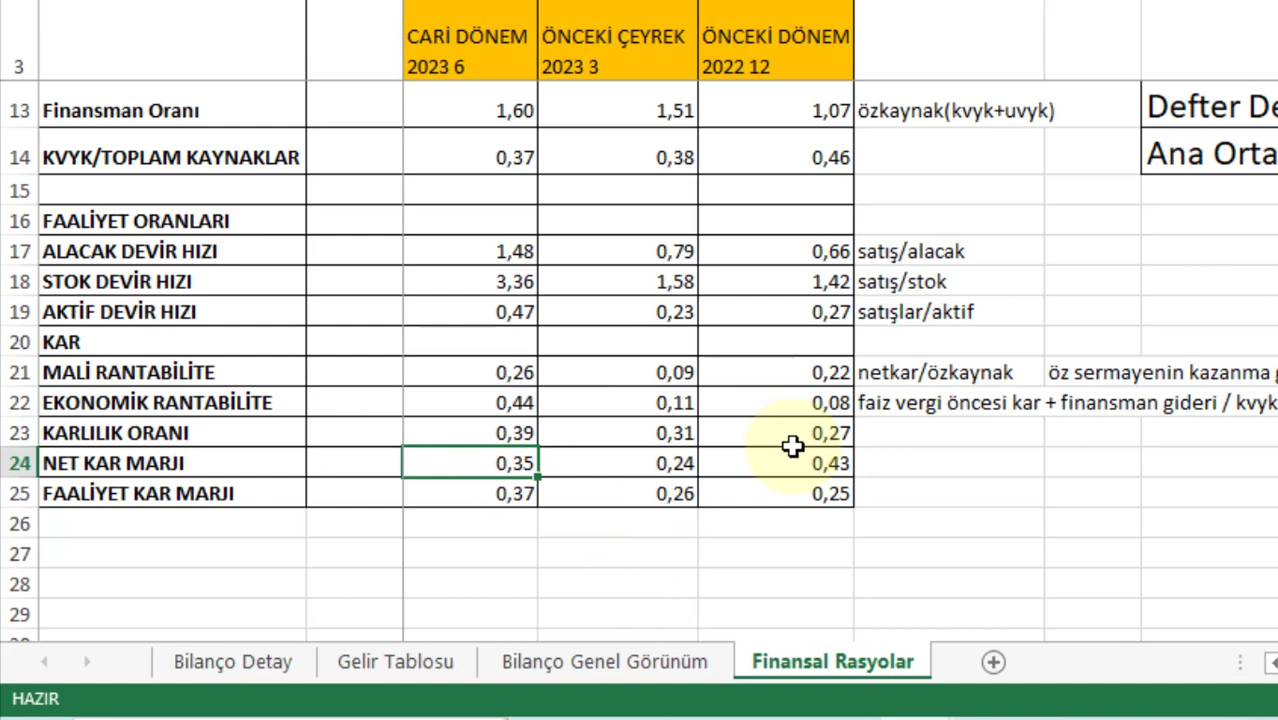 CARİ DÖNEM ÖNCEKİ ÇEYREK ÖNCEKİ DÖNEM
3 2023 6 2023 3 2022 12
13 Finansman Oranı 1,60 1,51 1,07 özkaynak(kvyk+uvyk) Defter De
14 KVYK/TOPLAM KAYNAKLAR 0,37 0,38 0,46 Ana Orta
15
16 FAALİYET ORANLARI
17 ALACAK DEVİR HIZI 1,48 0,79 0,66 satış/alacak
18 STOK DEVİR HIZI 3,36 1,58 1,42 satış/stok
19 AKTİF DEVİR HIZI 0,47 0,23 0,27 satışlar/aktif
20 KAR
21 MALİ RANTABİLİTE 0,26 0,09 0,22 netkar/özkaynak öz sermayenin kazanma g
22 EKONOMİK RANTABİLİTE 0,44 0,11 0,08 faiz vergi öncesi kar + finansman gideri / kvyk
23 KARLILIK ORANI 0,39 0,31 0,27
24 NET KAR MARJI 0,35 0,24 0,43
25 FAALİYET KAR MARJI 0,37 0,26 0,25
26
27
28
29
Bilanço Detay Gelir Tablosu Bilanço Genel Görünüm Finansal Rasyolar
HAZIR